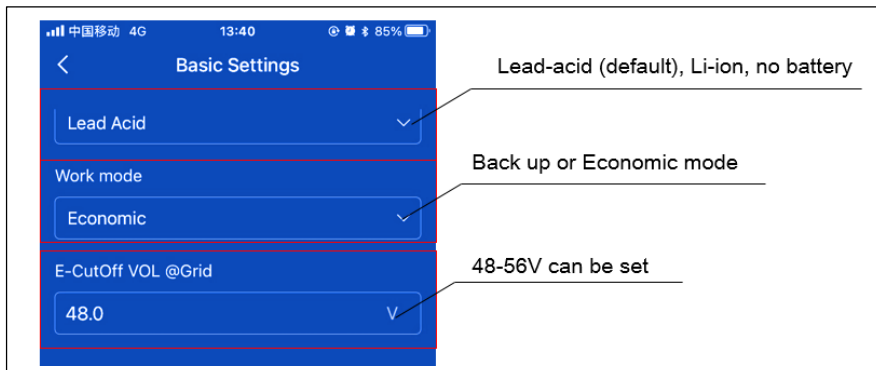 中国移动 4G 13:40 85%
Basic Settings
Lead-acid (default), Li-ion, no battery
Lead Acid
Work mode
Back up or Economic mode
Economic
E-CutOff VOL @Grid
48-56V can be set
48.0 V